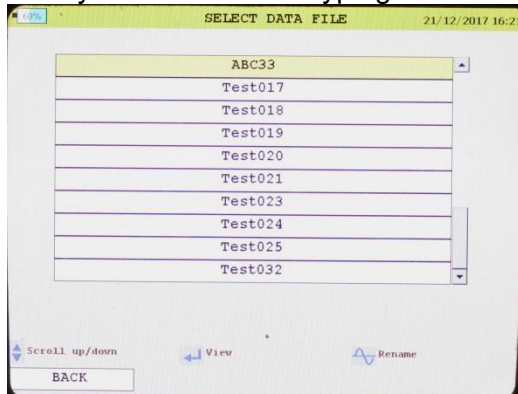 60% SELECT DATA FILE 21/12/2017 16:21
ABC33
Test017
Test018
Test019
Test020
Test021
Test023
Test024
Test025
Test032
Scroll up/down View Rename
BACK